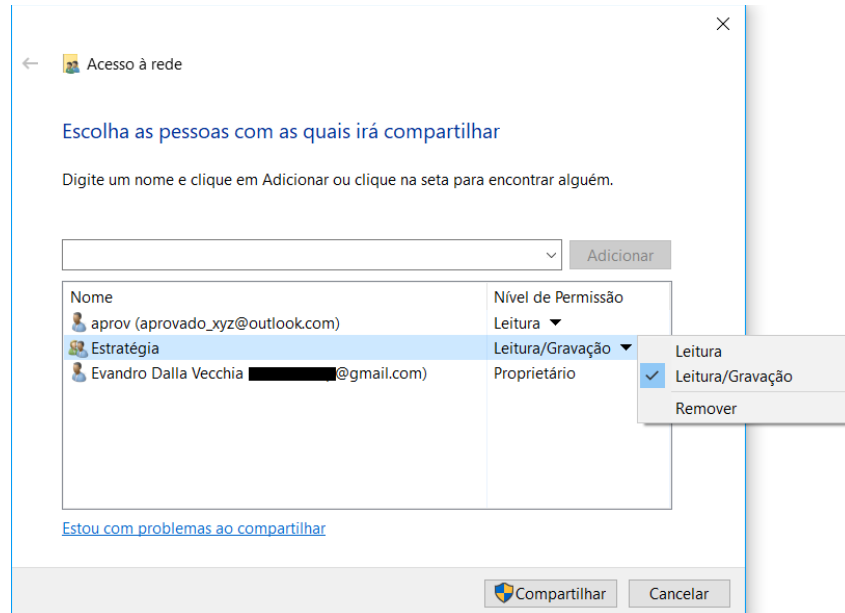 Acesso à rede
Escolha as pessoas com as quais irá compartilhar
Digite um nome e clique em Adicionar ou clique na seta para encontrar alguém.
Adicionar
Nome Nível de Permissão
aprov (aprovado_xyz@outlook.com) Leitura
Estratégia Leitura/Gravação
Evandro Dalla Vecchia @gmail.com) Proprietário
Leitura
Leitura/Gravação
Remover
Estou com problemas ao compartilhar
Compartilhar Cancelar